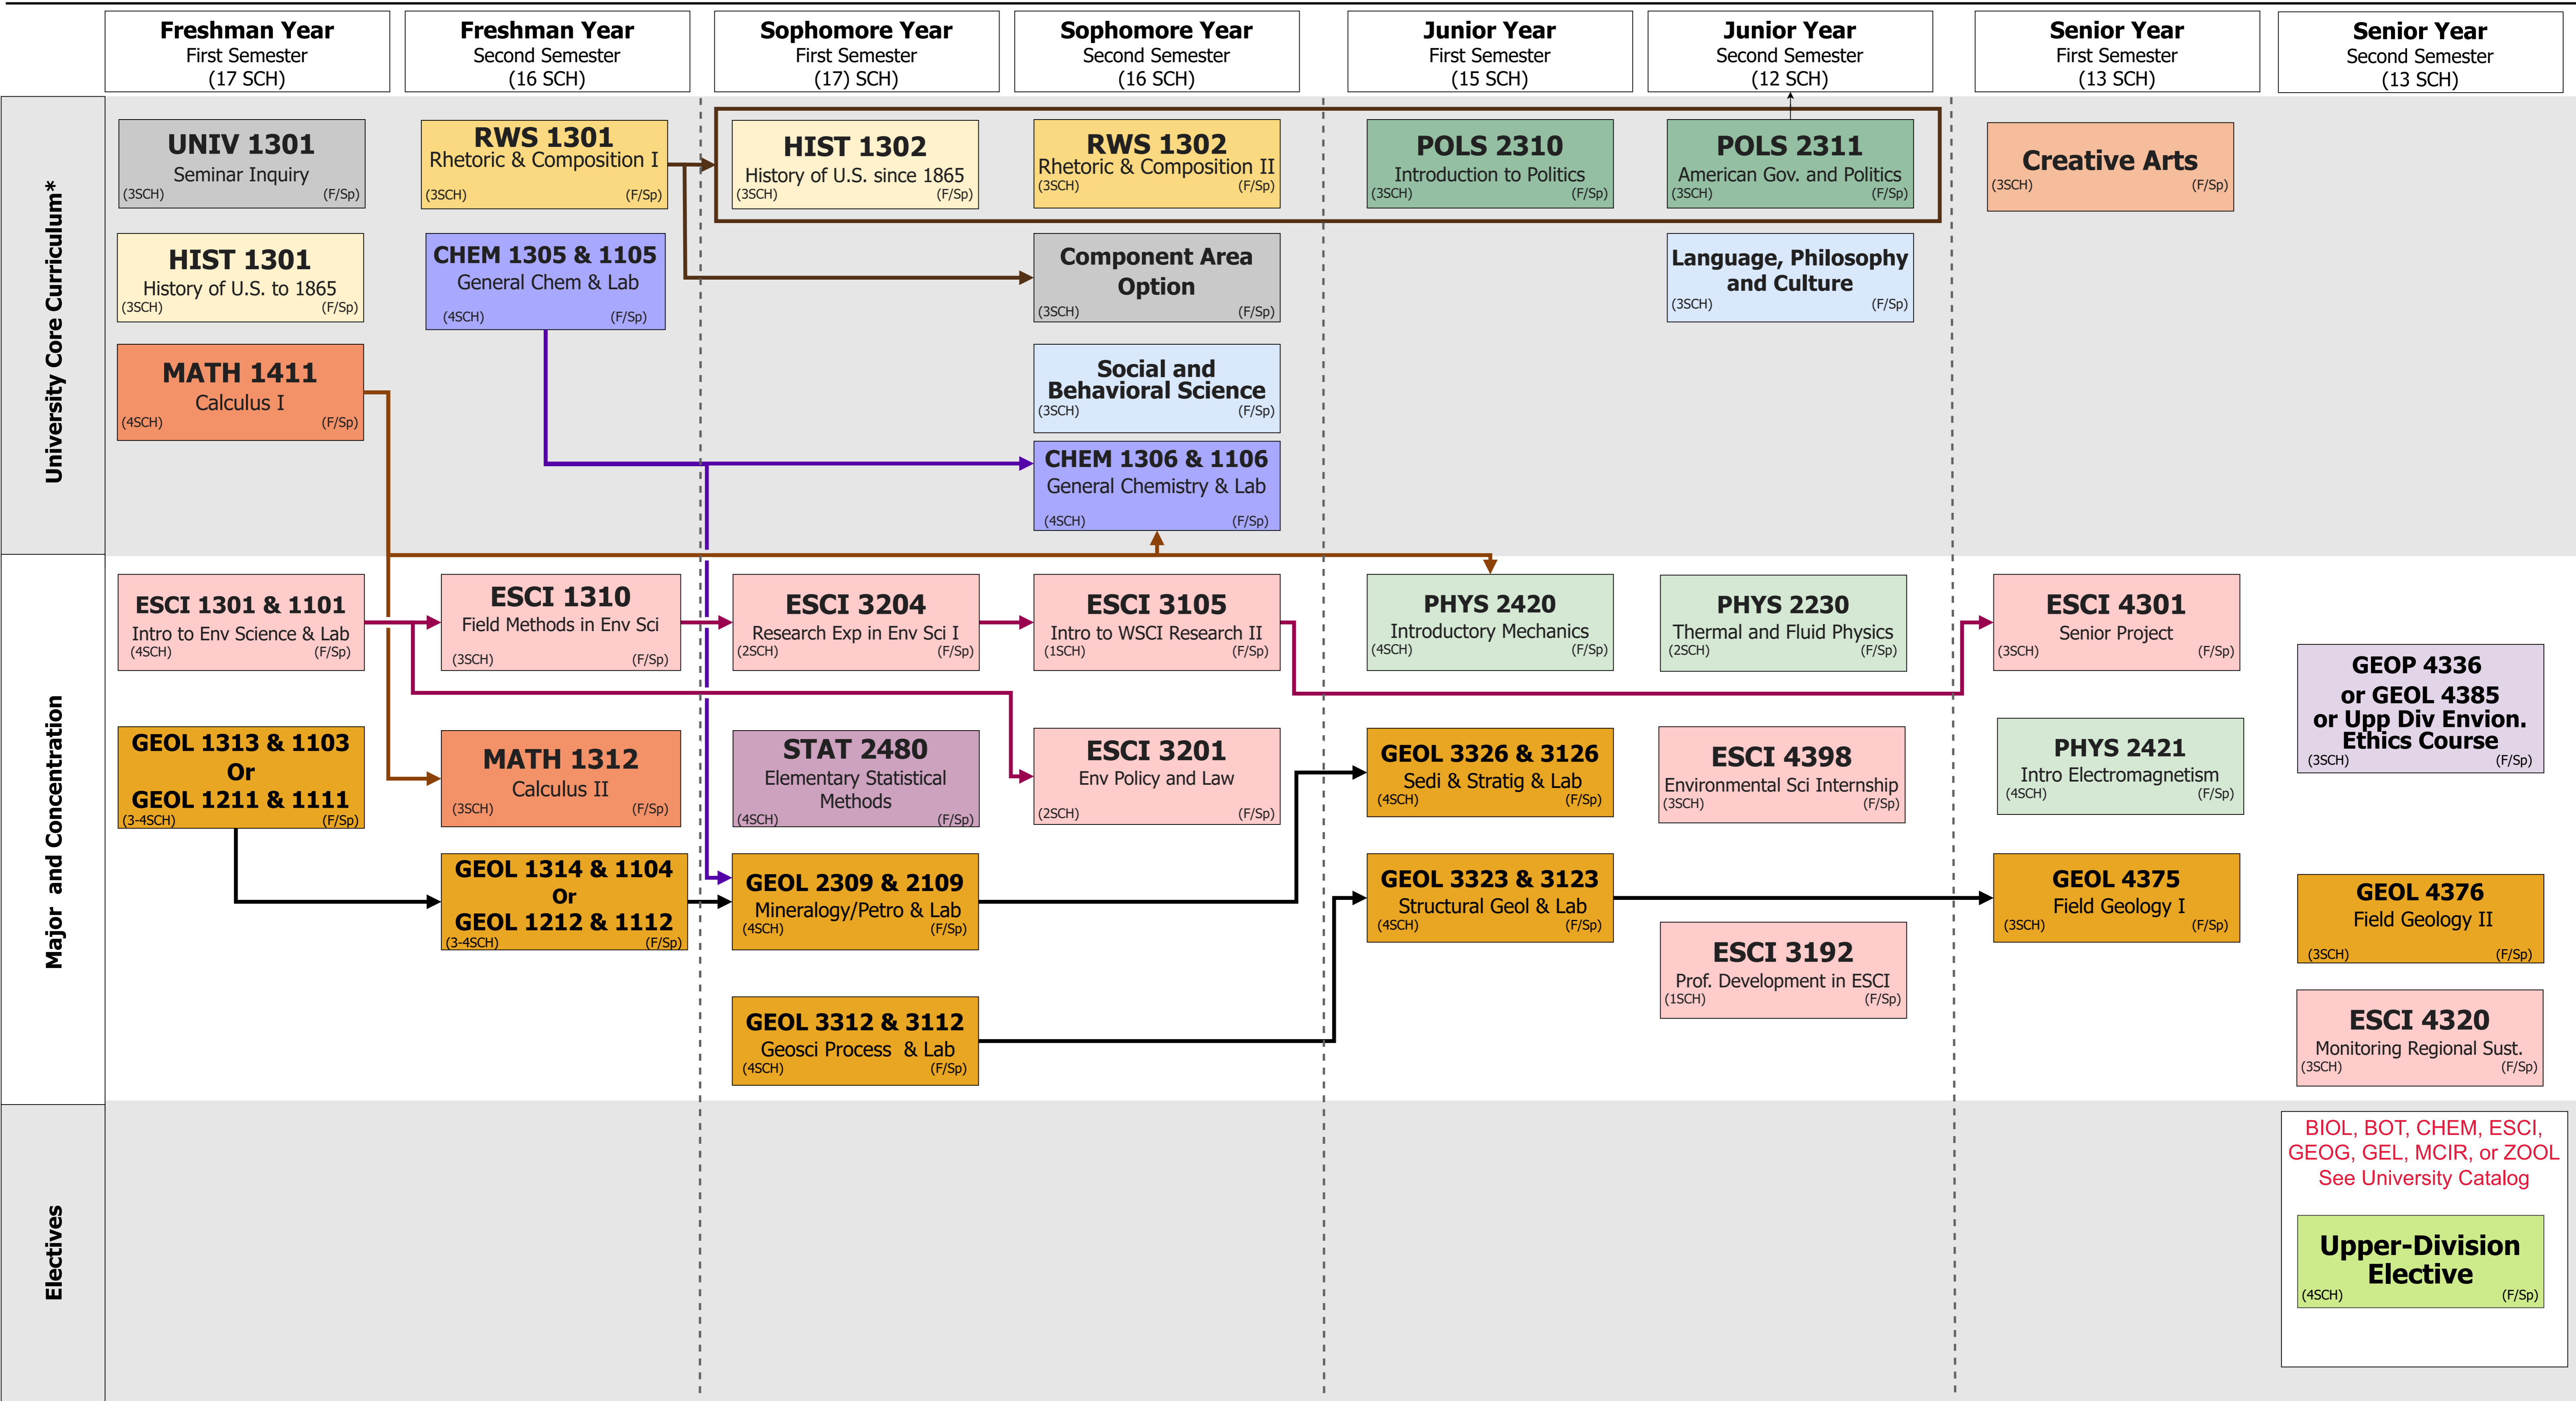 Freshman Year
First Semester
(17 SCH)
Freshman Year
Second Semester
(16 SCH)
Sophomore Year
First Semester
(17) SCH)
Sophomore Year
Second Semester
(16 SCH)
Junior Year
First Semester
(15 SCH)
Junior Year
Second Semester
(12 SCH)
Senior Year
First Semester
(13 SCH)
Senior Year
Second Semester
(13 SCH)
University Core Curriculum*
UNIV 1301
Seminar Inquiry
(3SCH) (F/Sp)
RWS 1301
Rhetoric & Composition I
(3SCH) (F/Sp)
HIST 1302
History of U.S. since 1865
(3SCH) (F/Sp)
RWS 1302
Rhetoric & Composition II
(3SCH) (F/Sp)
POLS 2310
Introduction to Politics
(3SCH) (F/Sp)
POLS 2311
American Gov. and Politics
(3SCH) (F/Sp)
Creative Arts
(3SCH) (F/Sp)
HIST 1301
History of U.S. to 1865
(3SCH) (F/Sp)
CHEM 1305 & 1105
General Chem & Lab
(4SCH) (F/Sp)
Component Area
Option
(3SCH) (F/Sp)
Language, Philosophy
and Culture
(3SCH) (F/Sp)
MATH 1411
Calculus I
(4SCH) (F/Sp)
Social and
Behavioral Science
(3SCH) (F/Sp)
CHEM 1306 & 1106
General Chemistry & Lab
(4SCH) (F/Sp)
Major and Concentration
ESCI 1301 & 1101
Intro to Env Science & Lab
(4SCH) (F/Sp)
ESCI 1310
Field Methods in Env Sci
(3SCH) (F/Sp)
ESCI 3204
Research Exp in Env Sci I
(2SCH) (F/Sp)
ESCI 3105
Intro to WSCI Research II
(1SCH) (F/Sp)
PHYS 2420
Introductory Mechanics
(4SCH) (F/Sp)
PHYS 2230
Thermal and Fluid Physics
(2SCH) (F/Sp)
ESCI 4301
Senior Project
(3SCH) (F/Sp)
GEOP 4336
or GEOL 4385
or Upp Div Envion.
Ethics Course
(3SCH) (F/Sp)
GEOL 1313 & 1103
Or
GEOL 1211 & 1111
(3-4SCH) (F/Sp)
MATH 1312
Calculus II
(3SCH) (F/Sp)
STAT 2480
Elementary Statistical
Methods
(4SCH) (F/Sp)
ESCI 3201
Env Policy and Law
(2SCH) (F/Sp)
GEOL 3326 & 3126
Sedi & Stratig & Lab
(4SCH) (F/Sp)
ESCI 4398
Environmental Sci Internship
(3SCH) (F/Sp)
PHYS 2421
Intro Electromagnetism
(4SCH) (F/Sp)
GEOL 1314 & 1104
Or
GEOL 1212 & 1112
(3-4SCH) (F/Sp)
GEOL 2309 & 2109
Mineralogy/Petro & Lab
(4SCH) (F/Sp)
GEOL 3323 & 3123
Structural Geol & Lab
(4SCH) (F/Sp)
ESCI 3192
Prof. Development in ESCI
(1SCH) (F/Sp)
GEOL 4375
Field Geology I
(3SCH) (F/Sp)
GEOL 4376
Field Geology II
(3SCH) (F/Sp)
GEOL 3312 & 3112
Geosci Process & Lab
(4SCH) (F/Sp)
ESCI 4320
Monitoring Regional Sust.
(3SCH) (F/Sp)
Electives
BIOL, BOT, CHEM, ESCI,
GEOG, GEL, MCIR, or ZOOL
See University Catalog
Upper-Division
Elective
(4SCH) (F/Sp)